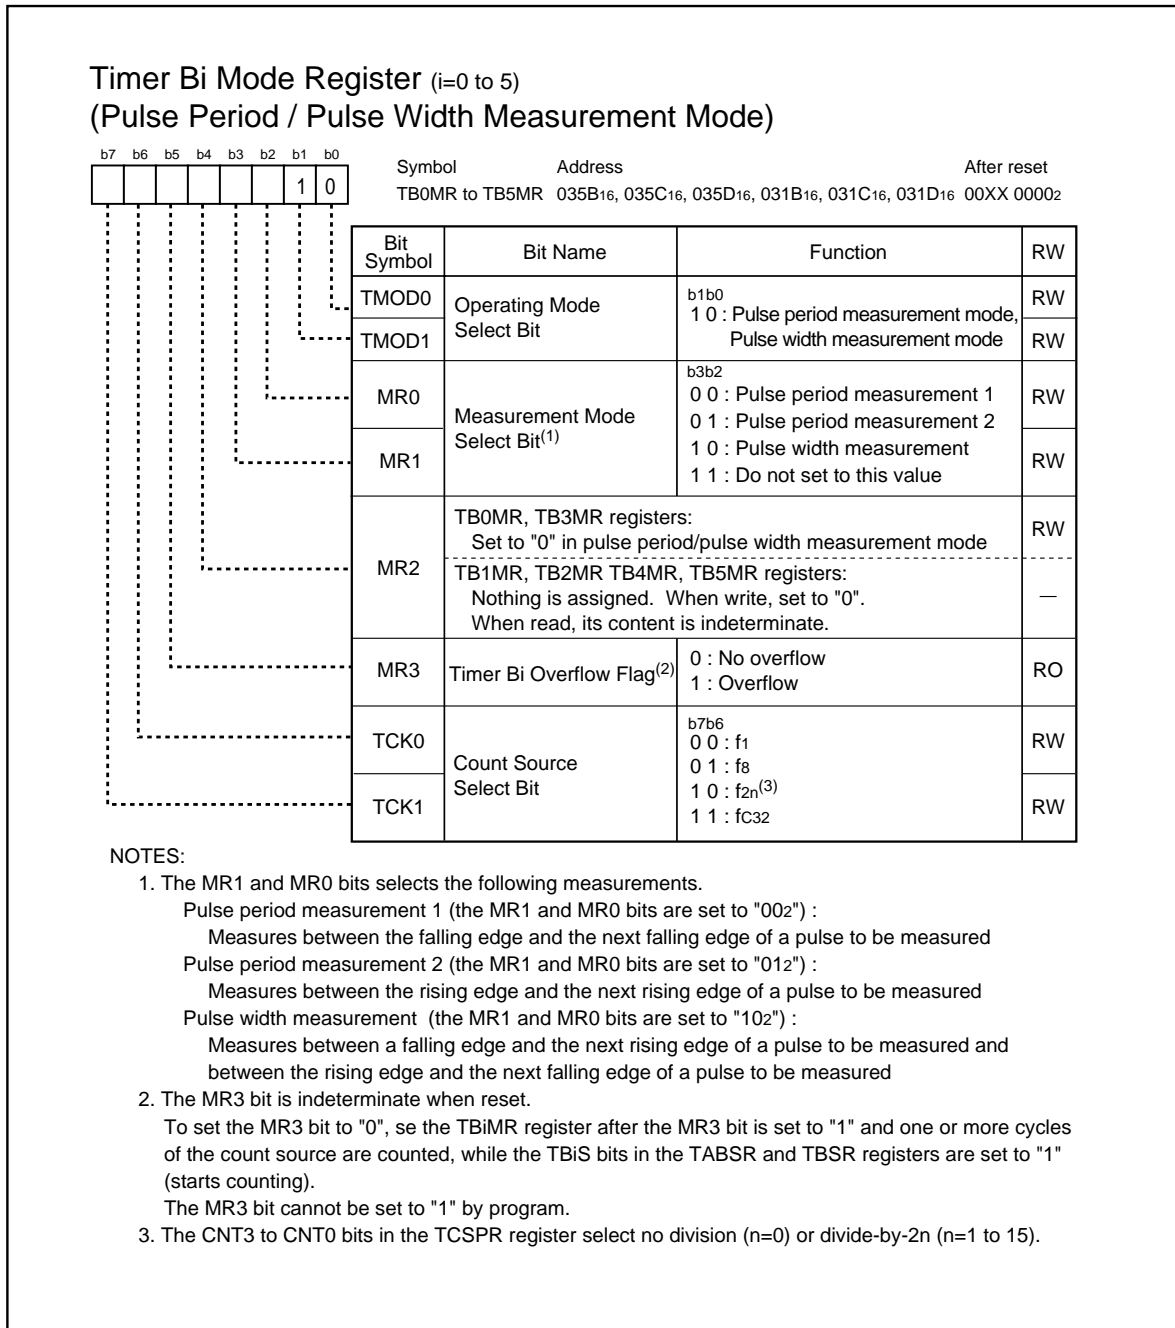 Timer Bi Mode Register (i=0 to 5)
(Pulse Period / Pulse Width Measurement Mode)
b7 b6 b5 b4 b3 b2 b1 b0
1 0
Symbol Address After reset
TB0MR to TB5MR 035B16, 035C16, 035D16, 031B16, 031C16, 031D16 00XX 00002
Bit Symbol Bit Name Function RW
TMOD0 RW
TMOD1 RW
Operating Mode
Select Bit
b1b0
1 0 : Pulse period measurement mode,
Pulse width measurement mode
MR0 RW
MR1 RW
Measurement Mode
Select Bit(1)
b3b2
0 0 : Pulse period measurement 1
0 1 : Pulse period measurement 2
1 0 : Pulse width measurement
1 1 : Do not set to this value
MR2
TB0MR, TB3MR registers:
Set to "0" in pulse period/pulse width measurement mode
RW
TB1MR, TB2MR TB4MR, TB5MR registers:
Nothing is assigned. When write, set to "0".
When read, its content is indeterminate.
—
MR3 Timer Bi Overflow Flag(2)
0 : No overflow
1 : Overflow
RO
TCK0 RW
TCK1 RW
Count Source
Select Bit
b7b6
0 0 : f1
0 1 : f8
1 0 : f2n(3)
1 1 : fC32
NOTES:
1. The MR1 and MR0 bits selects the following measurements.
Pulse period measurement 1 (the MR1 and MR0 bits are set to "002") :
Measures between the falling edge and the next falling edge of a pulse to be measured
Pulse period measurement 2 (the MR1 and MR0 bits are set to "012") :
Measures between the rising edge and the next rising edge of a pulse to be measured
Pulse width measurement (the MR1 and MR0 bits are set to "102") :
Measures between a falling edge and the next rising edge of a pulse to be measured and
between the rising edge and the next falling edge of a pulse to be measured
2. The MR3 bit is indeterminate when reset.
To set the MR3 bit to "0", se the TBiMR register after the MR3 bit is set to "1" and one or more cycles
of the count source are counted, while the TBiS bits in the TABSR and TBSR registers are set to "1"
(starts counting).
The MR3 bit cannot be set to "1" by program.
3. The CNT3 to CNT0 bits in the TCSPR register select no division (n=0) or divide-by-2n (n=1 to 15).